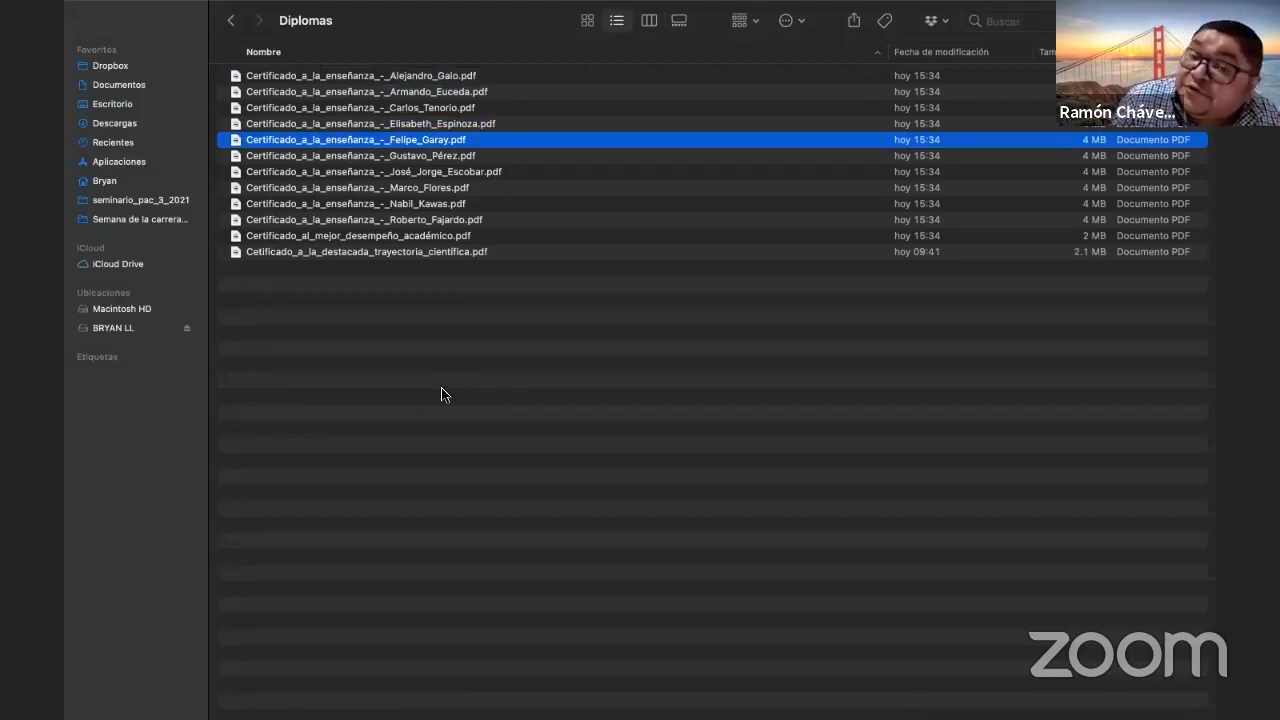 Diplomas
Buscar
Favoritos
Dropbox
Documentos
Escritorio
Descargas
Recientes
Aplicaciones
Bryan
seminario_pac_3_2021
Semana de la carrera...
iCloud
iCloud Drive
Ubicaciones
Macintosh HD
BRYAN LL
Etiquetas
Nombre Fecha de modificación
Certificado_a_la_enseñanza_-_Alejandro_Galo.pdf hoy 15:34
Certificado_a_la_enseñanza_-_Armando_Euceda.pdf hoy 15:34
Certificado_a_la_enseñanza_-_Carlos_Tenorio.pdf hoy 15:34
Certificado_a_la_enseñanza_-_Elisabeth_Espinoza.pdf hoy 15:34
Certificado_a_la_enseñanza_-_Felipe_Garay.pdf hoy 15:34 4 MB Documento PDF
Certificado_a_la_enseñanza_-_Gustavo_Pérez.pdf hoy 15:34 4 MB Documento PDF
Certificado_a_la_enseñanza_-_José_Jorge_Escobar.pdf hoy 15:34 4 MB Documento PDF
Certificado_a_la_enseñanza_-_Marco_Flores.pdf hoy 15:34 4 MB Documento PDF
Certificado_a_la_enseñanza_-_Nabil_Kawas.pdf hoy 15:34 4 MB Documento PDF
Certificado_a_la_enseñanza_-_Roberto_Fajardo.pdf hoy 15:34 4 MB Documento PDF
Certificado_al_mejor_desempeño_académico.pdf hoy 15:34 2 MB Documento PDF
Cetificado_a_la_destacada_trayectoria_científica.pdf hoy 09:41 2.1 MB Documento PDF
Ramón Cháve...
zoom